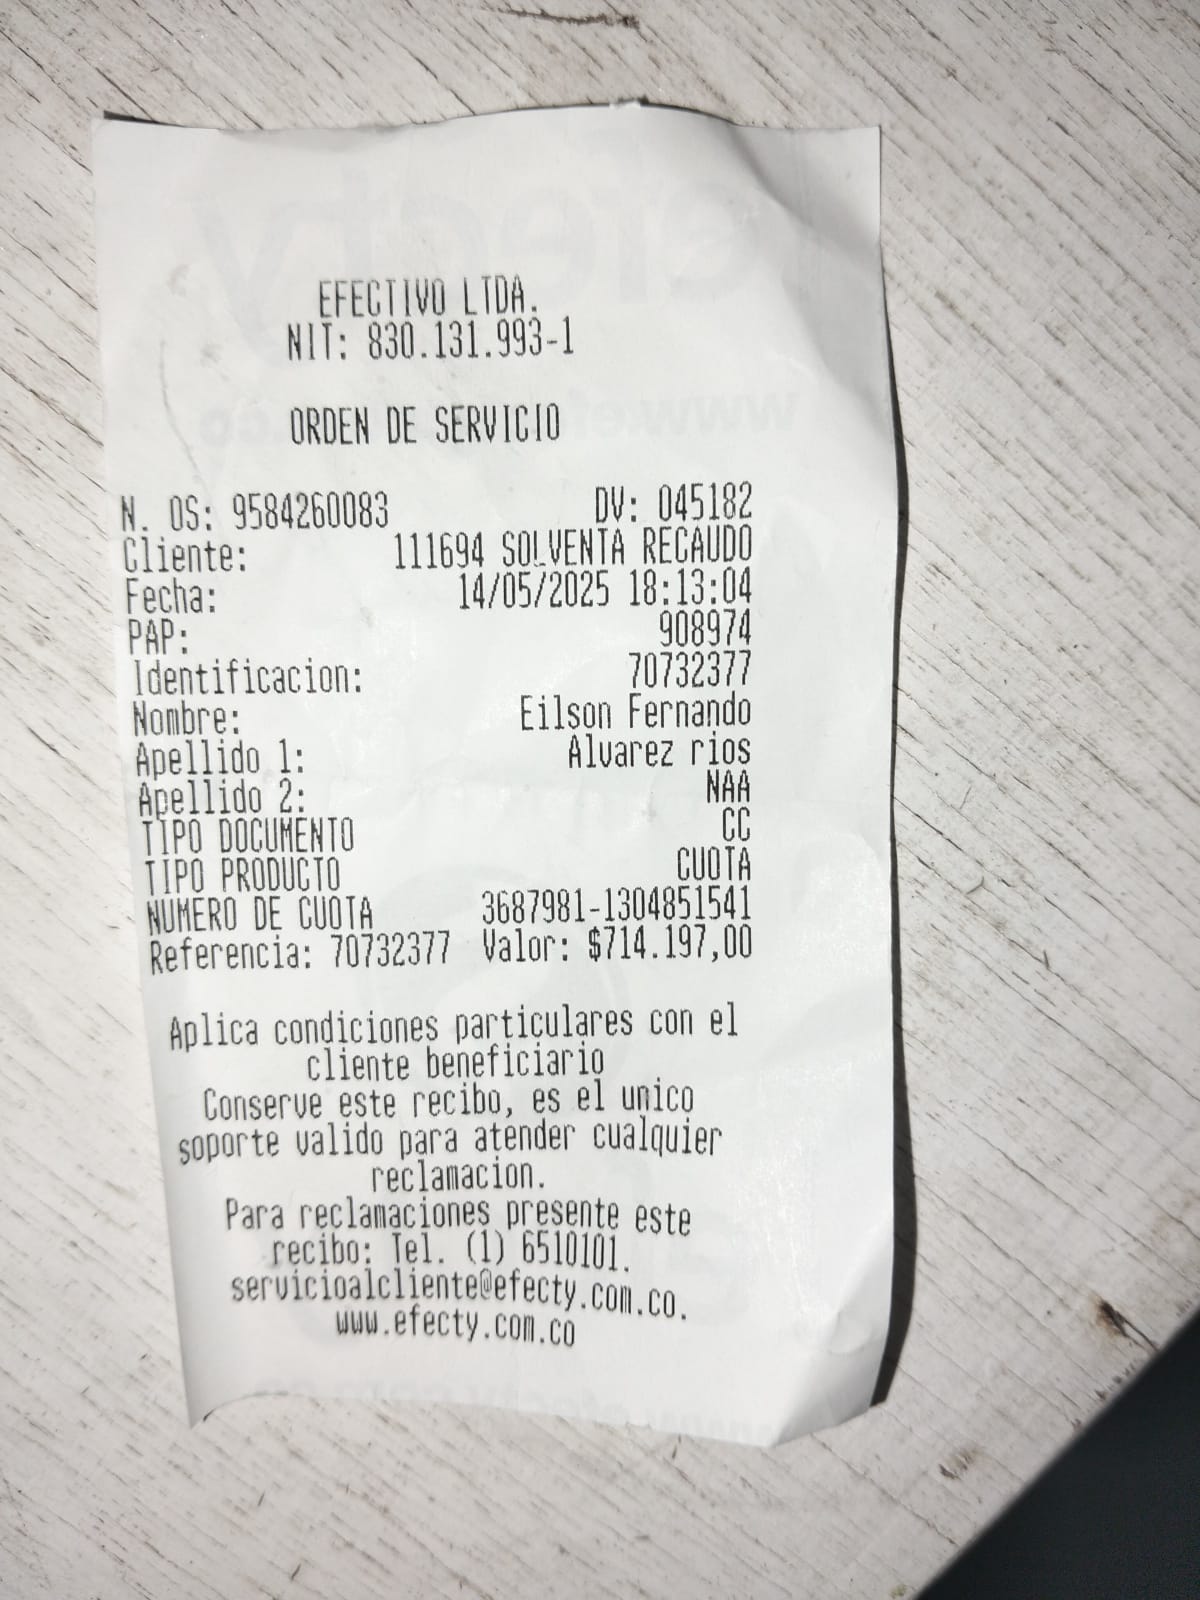 EFECTIVO LTDA.
NIT: 830.131.993-1
ORDEN DE SERVICIO
N. OS: 9584260083 DV: 045182
Cliente: 111694 SOLVENTA RECAUDO
Fecha: 14/05/2025 18:13:04
PAP: 908974
Identificacion: 70732377
Nombre: Eilson Fernando
Apellido 1: Alvarez rios
Apellido 2: NAA
TIPO DOCUMENTO CC
TIPO PRODUCTO CUOTA
NUMERO DE CUOTA 3687981-1304851541
Referencia: 70732377 Valor: $714.197,00
Aplica condiciones particulares con el
cliente beneficiario
Conserve este recibo, es el unico
soporte valido para atender cualquier
reclamacion.
Para reclamaciones presente este
recibo: Tel. (1) 6510101.
servicioalcliente@efecty.com.co.
www.efecty.com.co